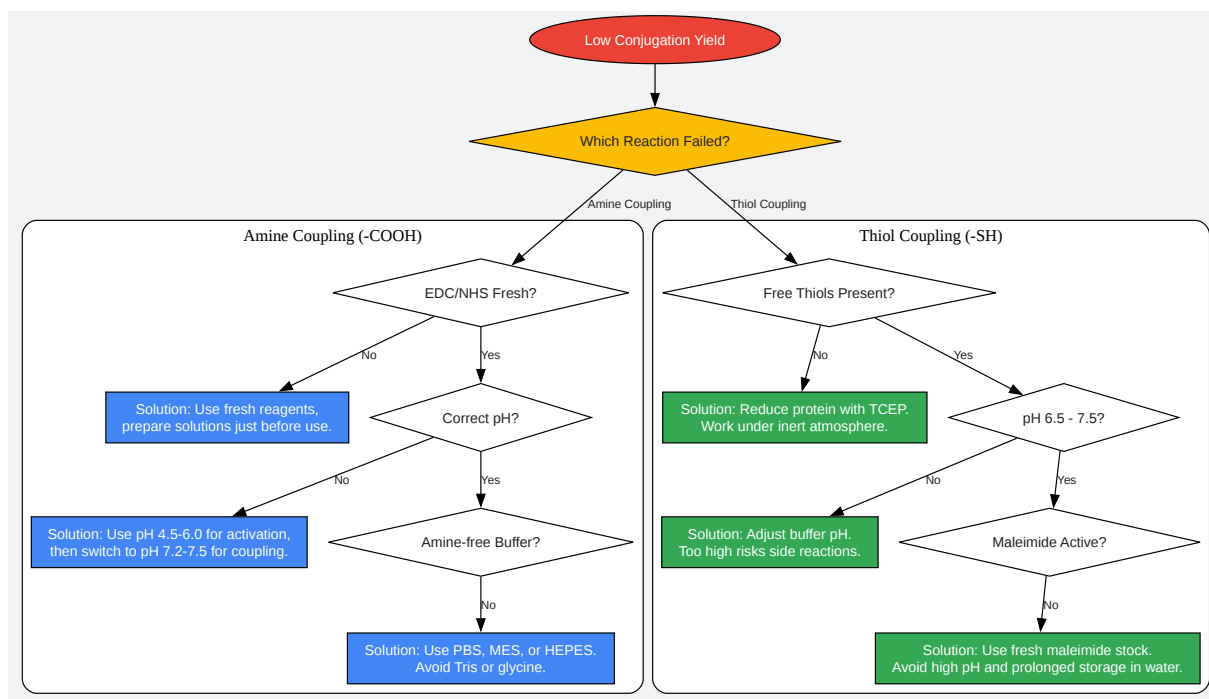 Low Conjugation Yield
Which Reaction Failed?
Amine Coupling
Thiol Coupling
Amine Coupling (-COOH)
EDC/NHS Fresh?
No
Yes
Solution: Use fresh reagents,
prepare solutions just before use.
Correct pH?
No
Yes
Solution: Use pH 4.5-6.0 for activation,
then switch to pH 7.2-7.5 for coupling.
Amine-free Buffer?
No
Solution: Use PBS, MES, or HEPES.
Avoid Tris or glycine.
Thiol Coupling (-SH)
Free Thiols Present?
No
Yes
Solution: Reduce protein with TCEP.
Work under inert atmosphere.
pH 6.5 - 7.5?
No
Yes
Solution: Adjust buffer pH.
Too high risks side reactions.
Maleimide Active?
No
Solution: Use fresh maleimide stock.
Avoid high pH and prolonged storage in water.